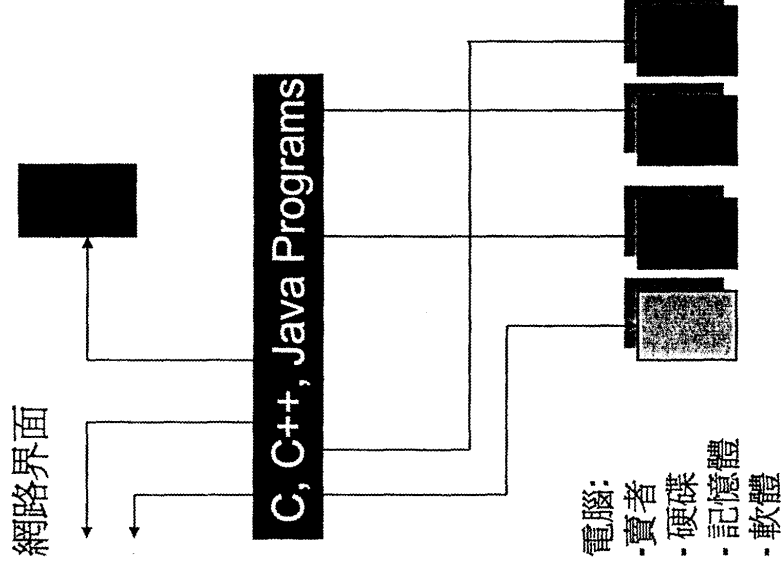 網路界面
C, C++, Java Programs
電腦:
- 賣者
- 硬碟
- 記憶體
- 軟體